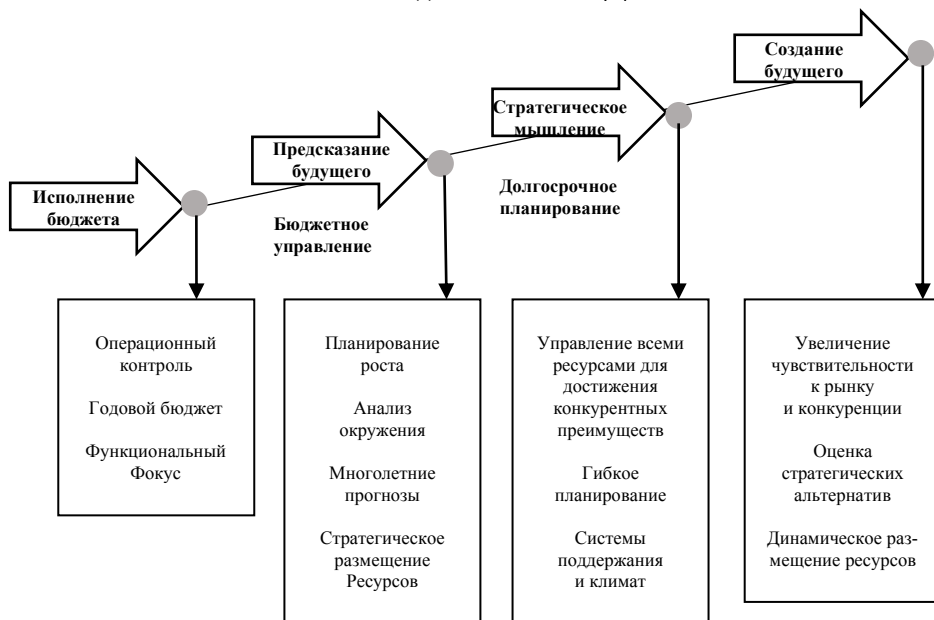 Создание
будущего
Стратегическое
мышление
Предсказание
будущего
Исполнение
бюджета
Долгосрочное
планирование
Бюджетное
управление
Операционный
контроль
Годовой бюджет
Функциональный
Фокус
Планирование
роста
Анализ
окружения
Многолетние
прогнозы
Стратегическое
размещение
Ресурсов
Управление всеми
ресурсами для
достижения
конкурентных
преимуществ
Гибкое
планирование
Системы
поддержания
и климат
Увеличение
чувствительности
к рынку
и конкуренции
Оценка
стратегических
альтернатив
Динамическое раз-
мещение ресурсов